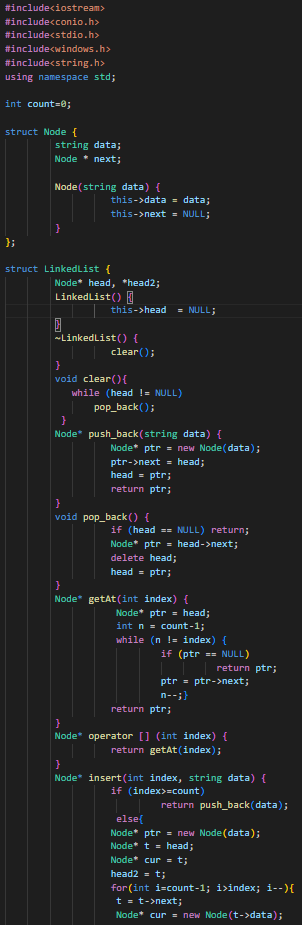 #include<iostream>
#include<conio.h>
#include<stdio.h>
#include<windows.h>
#include<string.h>
using namespace std;
int count=0;
struct Node {
string data;
Node * next;
Node(string data) {
this->data = data;
this->next = NULL;
}
};
struct LinkedList {
Node* head, *head2;
LinkedList() {
this->head  = NULL;
}
~LinkedList() {
clear();
}
void clear(){
while (head != NULL)
pop_back();
}
Node* push_back(string data) {
Node* ptr = new Node(data);
ptr->next = head;
head = ptr;
return ptr;
}
void pop_back() {
if (head == NULL) return;
Node* ptr = head->next;
delete head;
head = ptr;
}
Node* getAt(int index) {
Node* ptr = head;
int n = count-1;
while (n != index) {
if (ptr == NULL)
return ptr;
ptr = ptr->next;
n--;}
return ptr;
}
Node* operator [] (int index) {
return getAt(index);
}
Node* insert(int index, string data) {
if (index>=count)
return push_back(data);
else{
Node* ptr = new Node(data);
Node* t = head;
Node* cur = t;
head2 = t;
for(int i=count-1; i>index; i--){
t = t->next;
Node* cur = new Node(t->data);